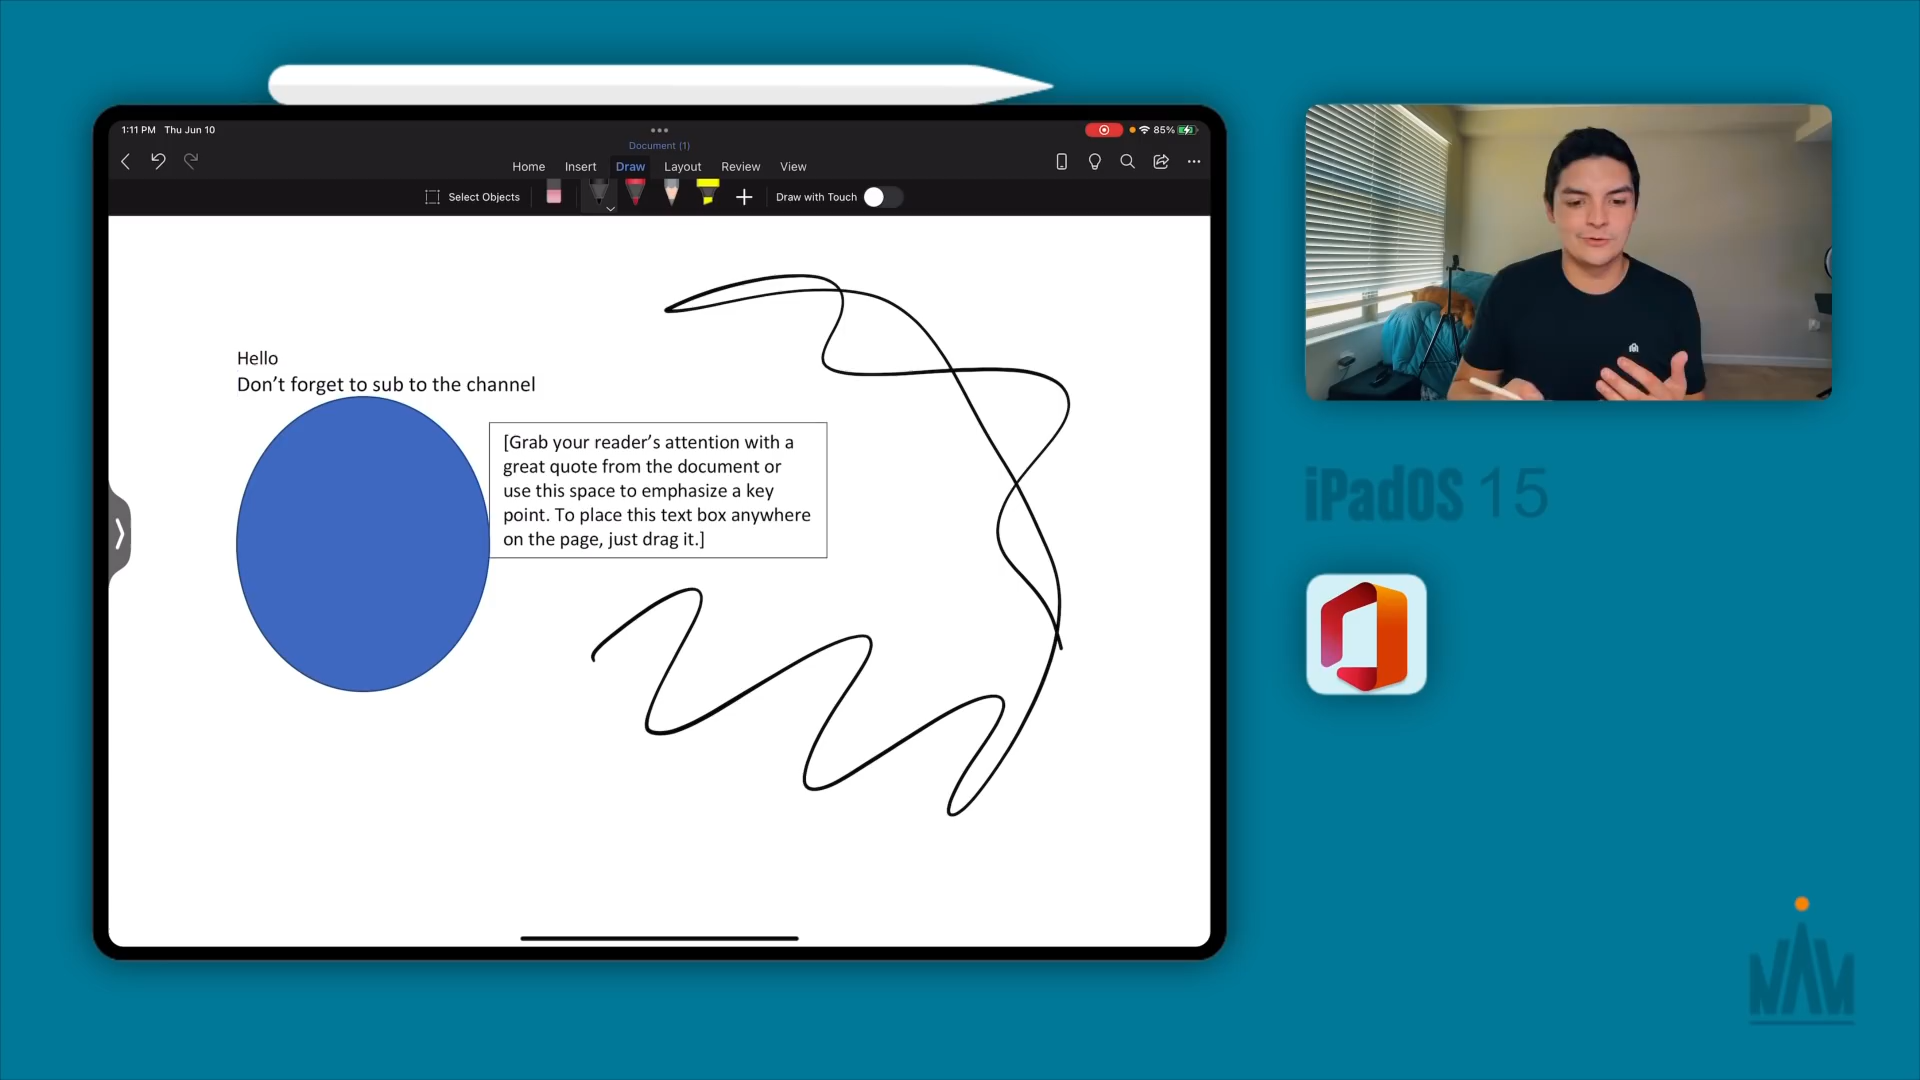 1:11 PM Thu Jun 10
85%
Document (1)
Home Insert Draw Layout Review View
Select Objects
Draw with Touch
Hello
Don't forget to sub to the channel
[Grab your reader's attention with a
great quote from the document or
use this space to emphasize a key
point. To place this text box anywhere
on the page, just drag it.]
iPadOS 15